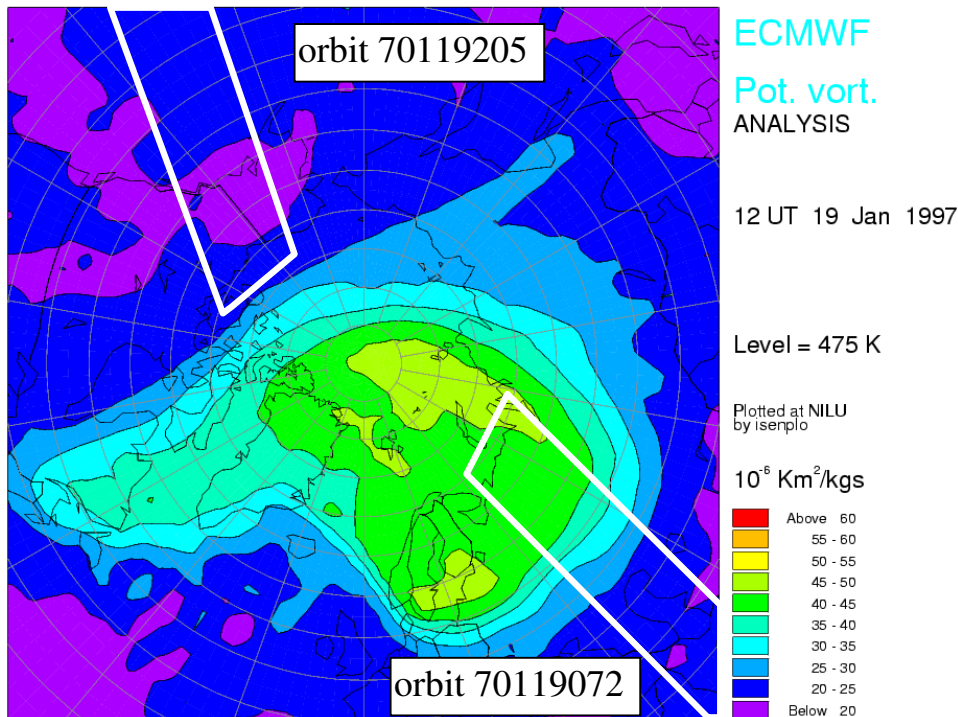 orbit 70119205
orbit 70119072
ECMWF
Pot. vort.
ANALYSIS
12 UT 19 Jan 1997
Level = 475 K
Plotted at NILU
by isenplo
10⁻⁶ Km²/kgs
Above 60
55 - 60
50 - 55
45 - 50
40 - 45
35 - 40
30 - 35
25 - 30
20 - 25
Below 20